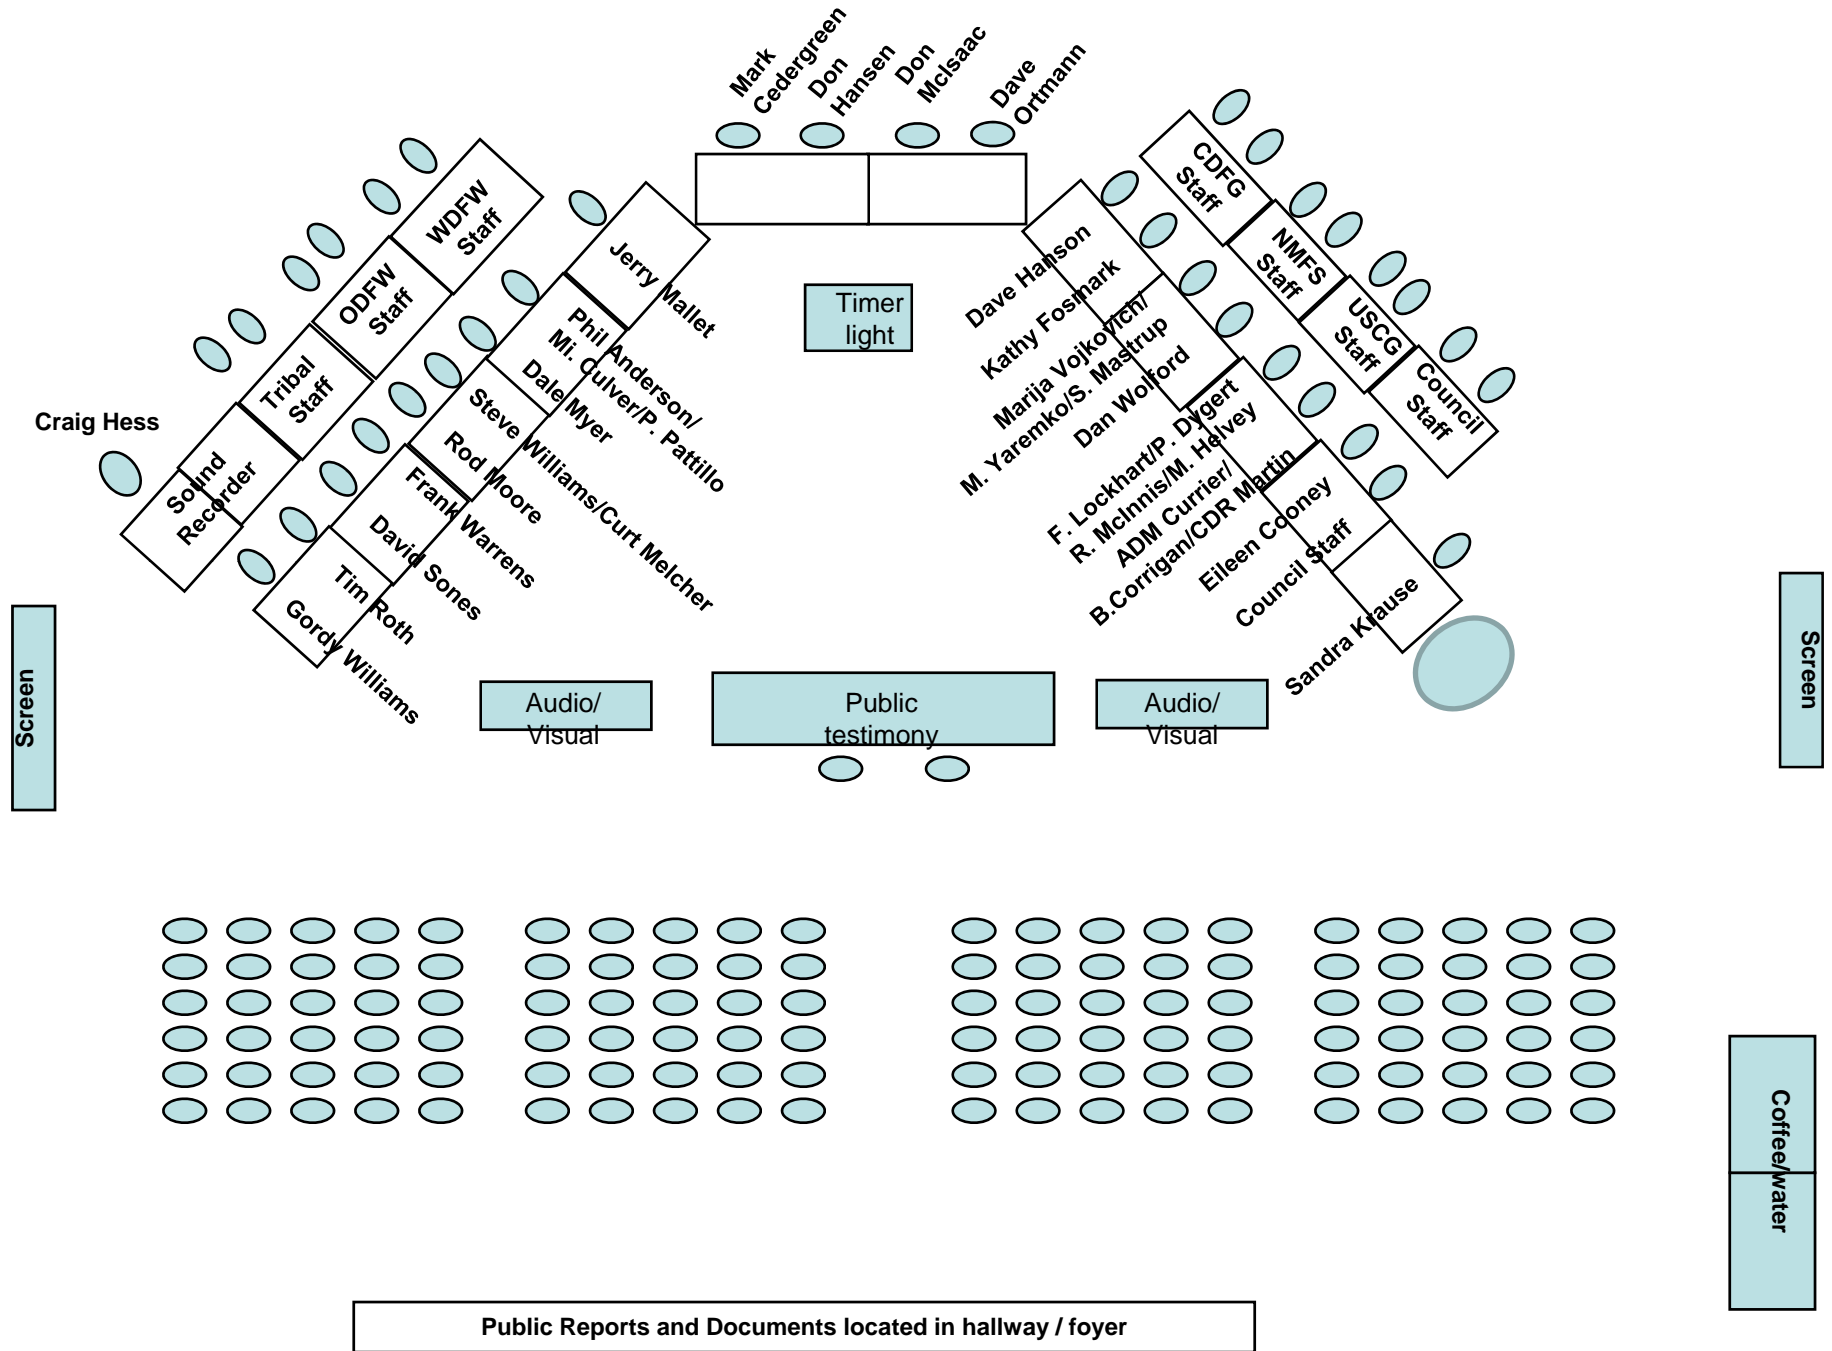 Mark
Cedergreen
Don
Hansen
Don
McIsaac
Dave
Ortmann
WDFW
Staff
ODFW
Staff
Tribal
Staff
Sound
Recorder
Craig Hess
Jerry Mallet
Phil Anderson/
Mi. Culver/P. Pattillo
Dale Myer
Steve Williams/Curt Melcher
Rod Moore
Frank Warrens
David Sones
Tim Roth
Gordy Williams
Timer
light
CDFG
Staff
NMFS
Staff
USCG
Staff
Council
Staff
Dave Hanson
Kathy Fosmark
Marija Vojkovich/
M. Yaremko/S. Mastrup
Dan Wolford
F. Lockhart/P. Dygert
R. McInnis/M. Helvey
ADM Currier/
B.Corrigan/CDR Martin
Eileen Cooney
Council Staff
Sandra Krause
Screen
Audio/
Visual
Public
testimony
Audio/
Visual
Screen
Coffee/water
Public Reports and Documents located in hallway / foyer